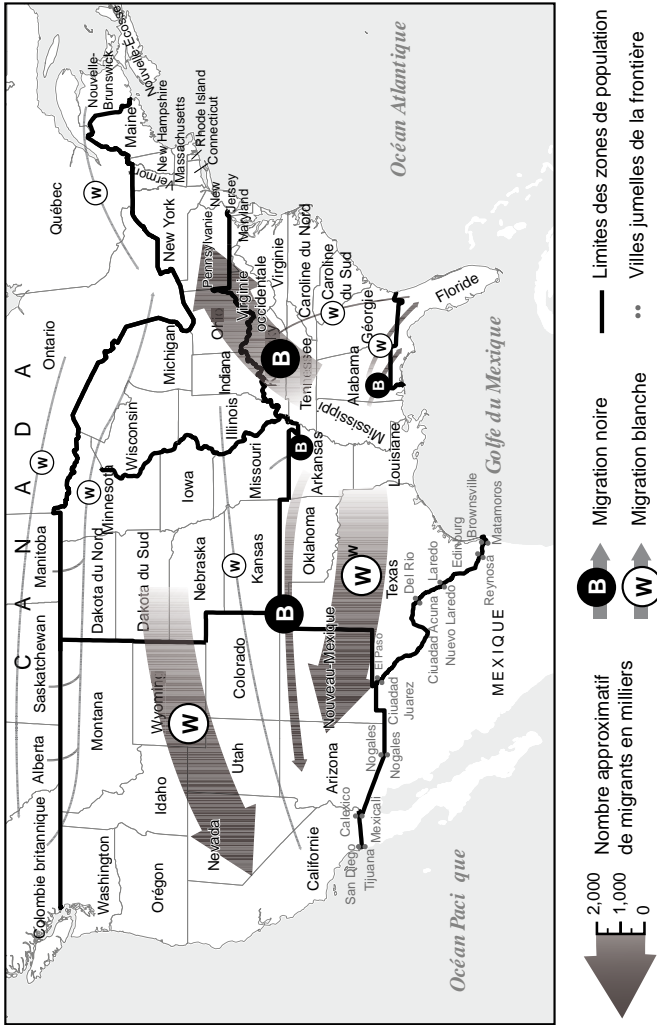 C A N A D A
Colombie britannique
Alberta
Saskatchewan
Manitoba
Ontario
Québec
Nouvelle-
Brunswick
Nouvelle-Écosse
Washington
Montana
Dakota du Nord
Minnesota
Wisconsin
Michigan
New York
Maine
New Hampshire
Massachusetts
Rhode Island
Connecticut
Orégon
Idaho
Wyoming
Dakota du Sud
Nebraska
Iowa
Illinois
Indiana
Ohio
Pennsylvanie
New
Jersey
Maryland
Virginie
occidentale
Virginie
Nevada
Utah
Colorado
Kansas
Missouri
Tennessee
Caroline du Nord
Caroline
du Sud
Californie
Arizona
Nouveau-Mexique
Oklahoma
Arkansas
Mississippi
Alabama
Géorgie
Floride
Texas
Louisiane
San Diego
Tijuana
Calexico
Mexicali
Nogales
Nogales
El Paso
Ciuadad
Juarez
Del Rio
Ciuadad Acuna
Laredo
Nuevo Laredo
Edinburg
Reynosa
Brownsville
Matamoros
MEXIQUE
Océan Paci que
Golfe du Mexique
Océan Atlantique
W
W
W
W
W
W
W
W
W
B
B
B
B
2,000
1,000
0
Nombre approximatif
de migrants en milliers
B Migration noire
W Migration blanche
Limites des zones de population
Villes jumelles de la frontière